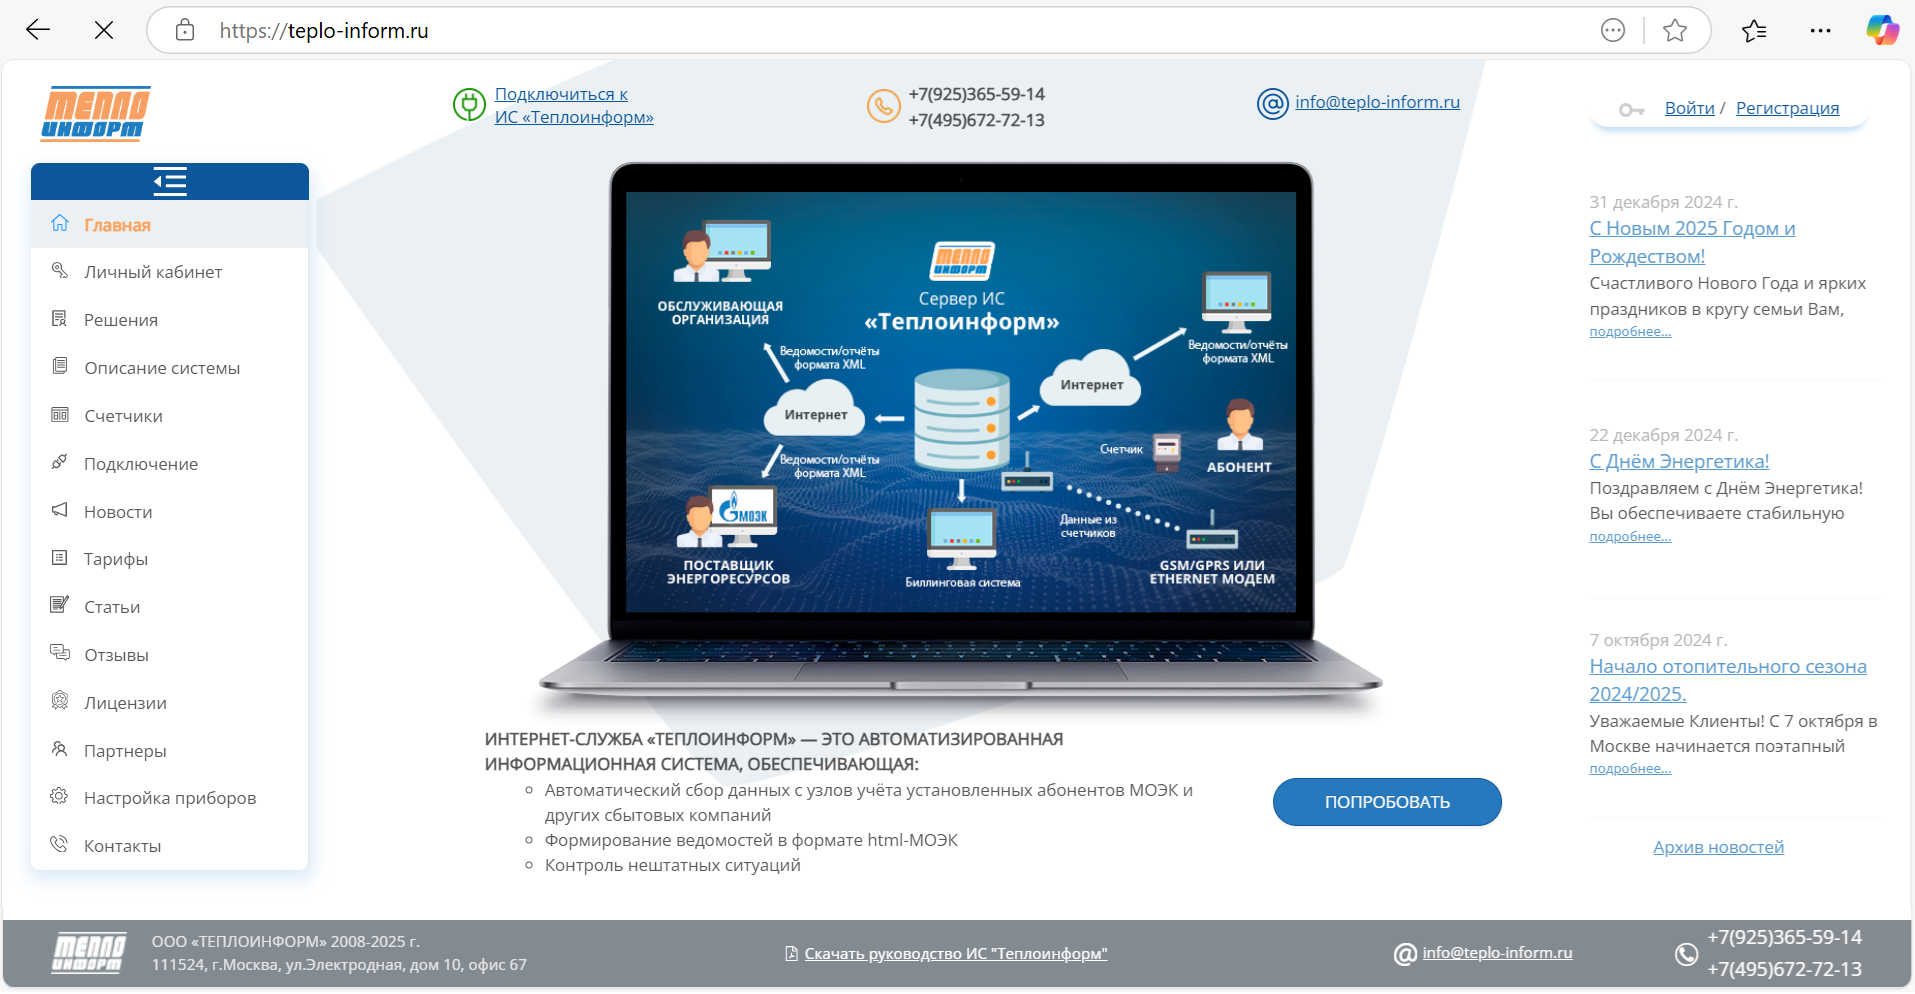 https://teplo-inform.ru
ТЕПЛО
ИНФОРМ
Подключиться к
ИС «Теплоинформ»
+7(925)365-59-14
+7(495)672-72-13
info@teplo-inform.ru
Войти / Регистрация
Главная
Личный кабинет
Решения
Описание системы
Счетчики
Подключение
Новости
Тарифы
Статьи
Отзывы
Лицензии
Партнеры
Настройка приборов
Контакты
ОБСЛУЖИВАЮЩАЯ
ОРГАНИЗАЦИЯ
ТЕПЛО
ИНФОРМ
Сервер ИС
«Теплоинформ»
Ведомости/отчёты
формата XML
Ведомости/отчёты
формата XML
Интернет
Интернет
Ведомости/отчёты
формата XML
Счетчик
АБОНЕНТ
МОЭК
ПОСТАВЩИК
ЭНЕРГОРЕСУРСОВ
Биллинговая система
Данные из
счетчиков
GSM/GPRS ИЛИ
ETHERNET МОДЕМ
ИНТЕРНЕТ-СЛУЖБА «ТЕПЛОИНФОРМ» — ЭТО АВТОМАТИЗИРОВАННАЯ
ИНФОРМАЦИОННАЯ СИСТЕМА, ОБЕСПЕЧИВАЮЩАЯ:
Автоматический сбор данных с узлов учёта установленных абонентов МОЭК и
других сбытовых компаний
Формирование ведомостей в формате html-МОЭК
Контроль нештатных ситуаций
ПОПРОБОВАТЬ
31 декабря 2024 г.
С Новым 2025 Годом и
Рождеством!
Счастливого Нового Года и ярких
праздников в кругу семьи Вам,
подробнее...
22 декабря 2024 г.
С Днём Энергетика!
Поздравляем с Днём Энергетика!
Вы обеспечиваете стабильную
подробнее...
7 октября 2024 г.
Начало отопительного сезона
2024/2025.
Уважаемые Клиенты! С 7 октября в
Москве начинается поэтапный
подробнее...
Архив новостей
ТЕПЛО
ИНФОРМ
ООО «ТЕПЛОИНФОРМ» 2008-2025 г.
111524, г.Москва, ул.Электродная, дом 10, офис 67
Скачать руководство ИС "Теплоинформ"
info@teplo-inform.ru
+7(925)365-59-14
+7(495)672-72-13